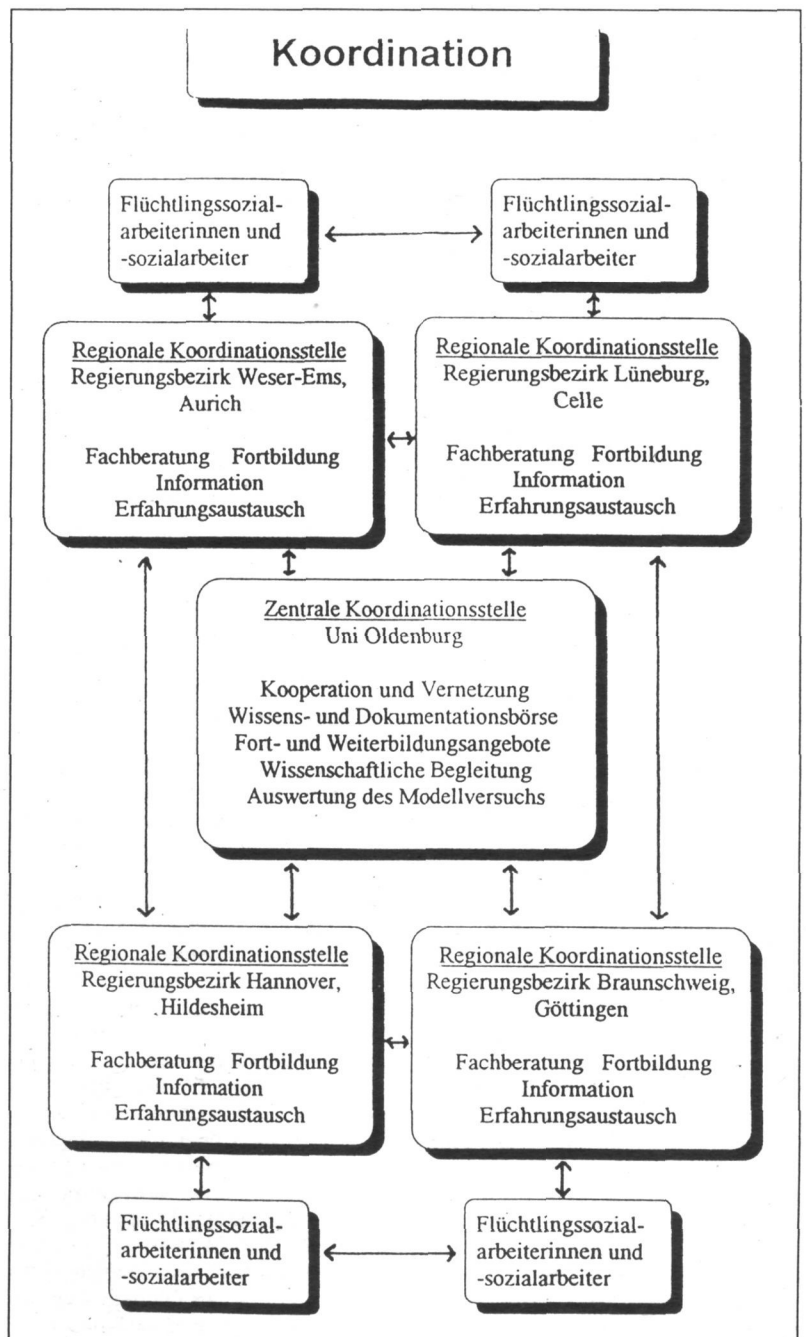 Koordination
Flüchtlingssozial-
arbeiterinnen und
-sozialarbeiter
Flüchtlingssozial-
arbeiterinnen und
-sozialarbeiter
Regionale Koordinationsstelle
Regierungsbezirk Weser-Ems,
Aurich
Fachberatung Fortbildung
Information
Erfahrungsaustausch
Regionale Koordinationsstelle
Regierungsbezirk Lüneburg,
Celle
Fachberatung Fortbildung
Information
Erfahrungsaustausch
Zentrale Koordinationsstelle
Uni Oldenburg
Kooperation und Vernetzung
Wissens- und Dokumentationsbörse
Fort- und Weiterbildungsangebote
Wissenschaftliche Begleitung
Auswertung des Modellversuchs
Regionale Koordinationsstelle
Regierungsbezirk Hannover,
Hildesheim
Fachberatung Fortbildung
Information
Erfahrungsaustausch
Regionale Koordinationsstelle
Regierungsbezirk Braunschweig,
Göttingen
Fachberatung Fortbildung
Information
Erfahrungsaustausch
Flüchtlingssozial-
arbeiterinnen und
-sozialarbeiter
Flüchtlingssozial-
arbeiterinnen und
-sozialarbeiter